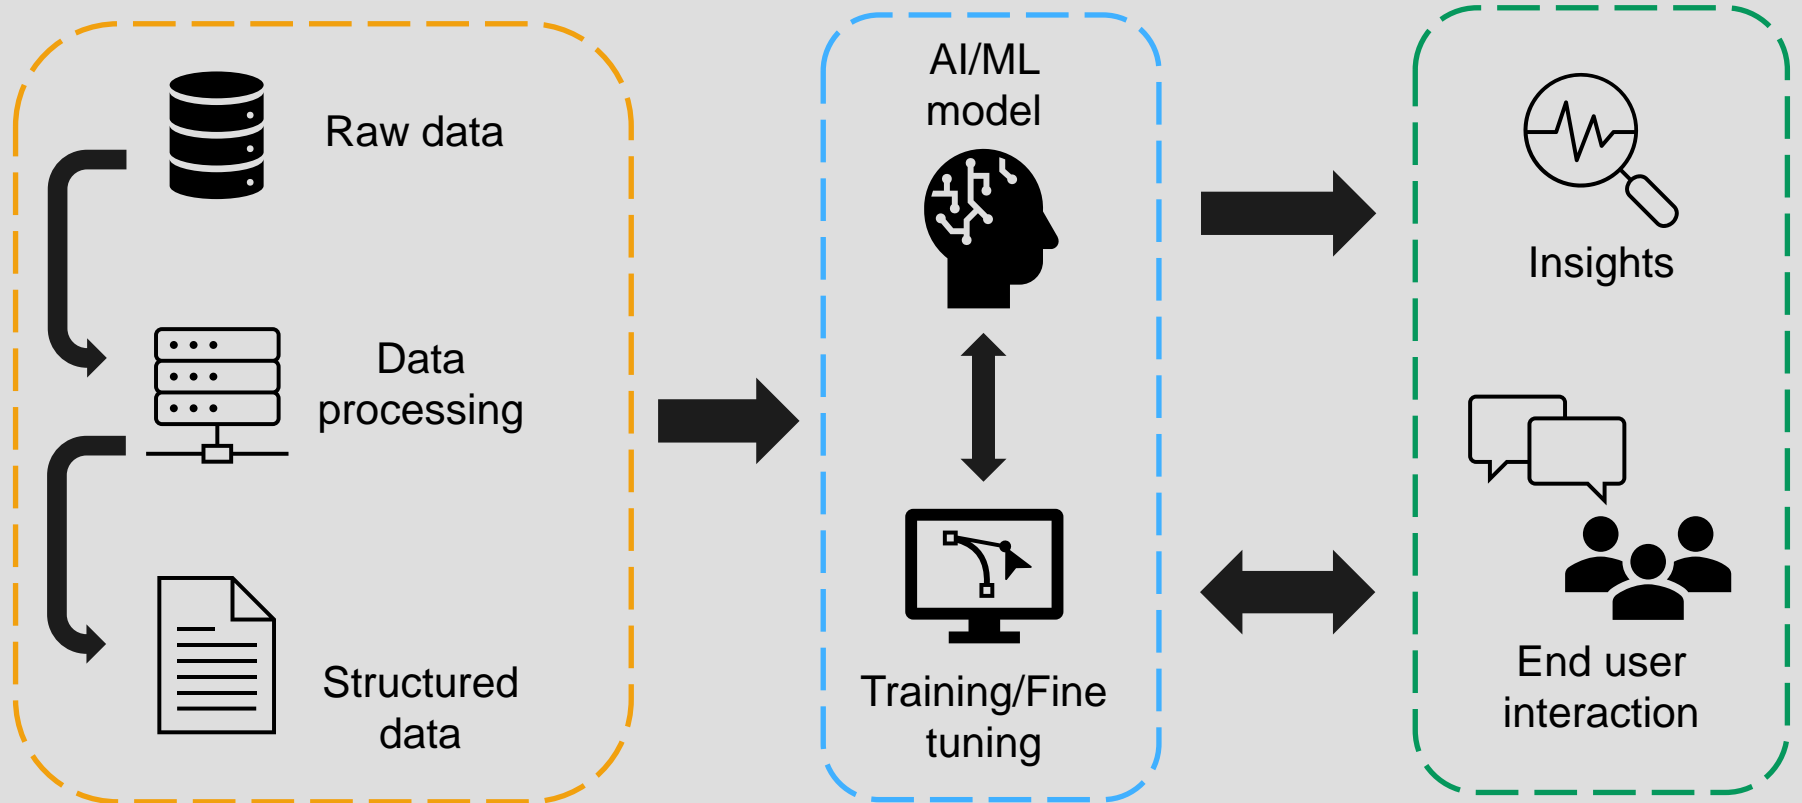 Raw data
Data
processing
Structured
data
AI/ML
model
Training/Fine
tuning
Insights
End user
interaction